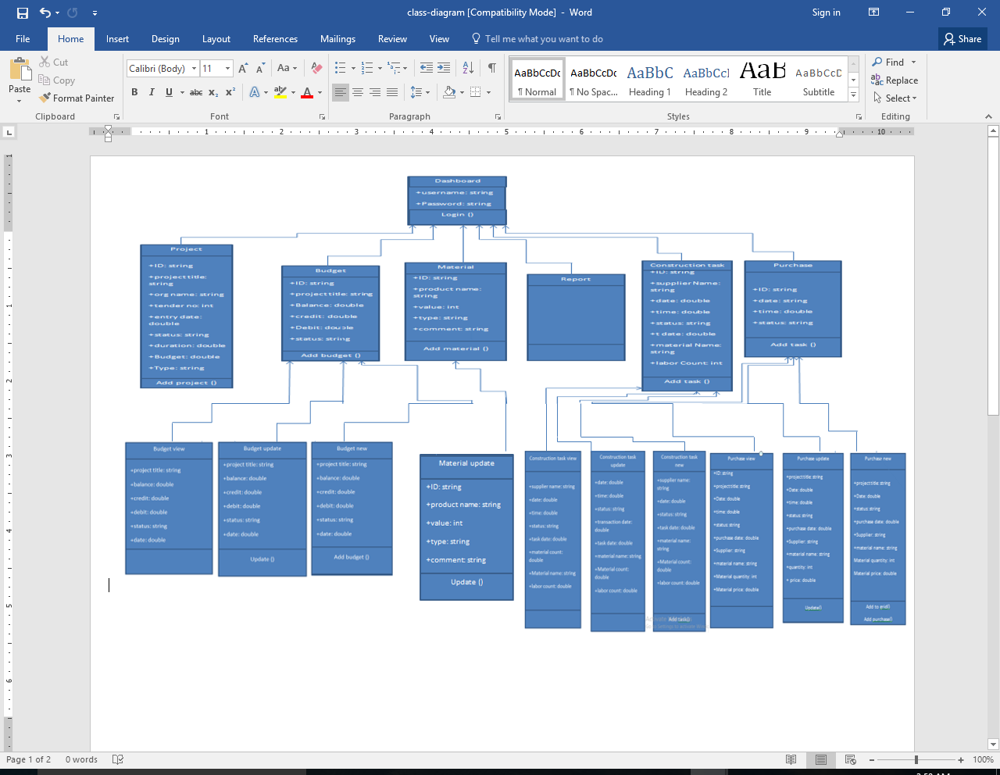 class-diagram [Compatibility Mode] - Word
Sign in
File
Home
Insert
Design
Layout
References
Mailings
Review
View
Tell me what you want to do
Share
Paste
Cut
Copy
Format Painter
Clipboard
Calibri (Body)
11
Font
Paragraph
AaBbCcDc
¶ Normal
AaBbCcDc
¶ No Spac...
AaBbC
Heading 1
AaBbCcI
Heading 2
AaB
Title
AaBbCcD
Subtitle
Styles
Find
Replace
Select
Editing
Dashboard
+username: string
+Password: string
Login ()
Project
+ID: string
+project title:
string
+org name: string
+tender no: int
+entry date:
double
+status: string
+duration: double
+Budget: double
+Type: string
Add project ()
Budget
+ID: string
+project title: string
+Balance: double
+credit: double
+Debit: double
+status: string
Add budget ()
Material
+ID: string
+product name:
string
+value: int
+type: string
+comment: string
Add material ()
Report
Construction task
+ID: string
+supplier Name:
string
+date: double
+time: double
+status: string
+t date: double
+material Name:
string
+labor Count: int
Add task ()
Purchase
+ID: string
+date: string
+time: double
+status: string
Add task ()
Budget view
+project title: string
+balance: double
+credit: double
+debit: double
+status: string
+date: double
Budget update
+project title: string
+balance: double
+credit: double
+debit: double
+status: string
+date: double
Update ()
Budget new
+project title: string
+balance: double
+credit: double
+debit: double
+status: string
+date: double
Add budget ()
Material update
+ID: string
+product name: string
+value: int
+type: string
+comment: string
Update ()
Construction task view
+supplier name: string
+date: double
+time: double
+status: string
+task date: double
+material count:
double
+Material name: string
+labor count: double
Construction task
update
+date: double
+time: double
+status: string
+transaction date:
double
+task date: double
+material name: string
+Material count:
double
+labor count: double
Construction task
new
+supplier name:
string
+date: double
+status: string
+task date: double
+material name:
string
+Material count:
double
+labor count: double
Add task()
Purchase view
+ID: string
+project title: string
+Date: double
+time: double
+status: string
+purchase date: double
+Supplier: string
+material name: string
+Material quantity: int
+Material price: double
Purchase update
+project title: string
+Date: double
+time: double
+status: string
+purchase date: double
+Supplier: string
+material name: string
+quantity: int
+ price: double
Update()
Purchase new
+project title: string
+Date: double
+status: string
+purchase date: double
+Supplier: string
+material name: string
Material quantity: int
Material price: double
Add to grid()
Add purchase()
Page 1 of 2
0 words
100%